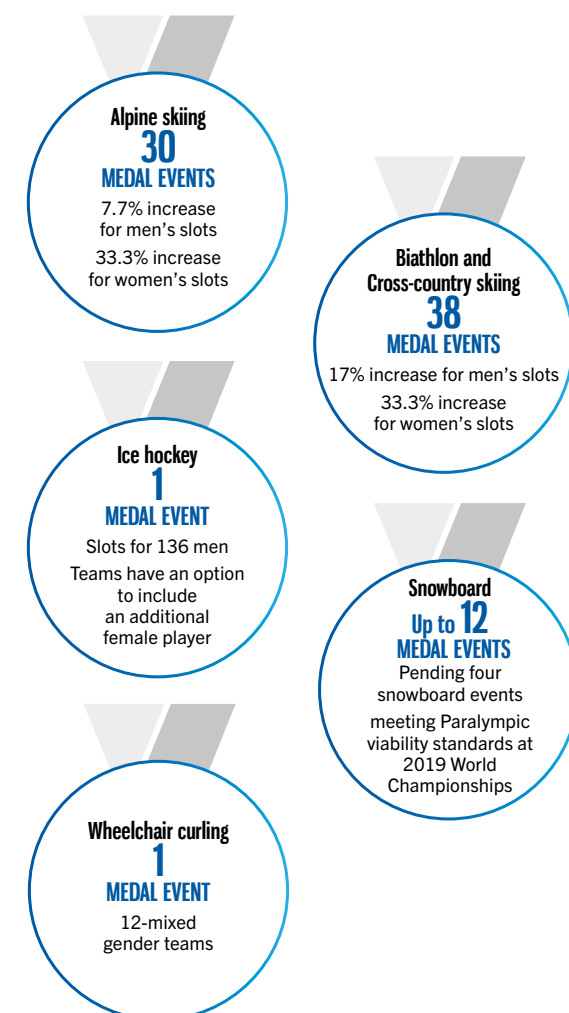 Alpine skiing
30
MEDAL EVENTS
7.7% increase
for men's slots
33.3% increase
for women's slots
Biathlon and
Cross-country skiing
38
MEDAL EVENTS
17% increase for men's slots
33.3% increase
for women's slots
Ice hockey
1
MEDAL EVENT
Slots for 136 men
Teams have an option
to include
an additional
female player
Snowboard
Up to 12
MEDAL EVENTS
Pending four
snowboard events
meeting Paralympic
viability standards at
2019 World
Championships
Wheelchair curling
1
MEDAL EVENT
12-mixed
gender teams